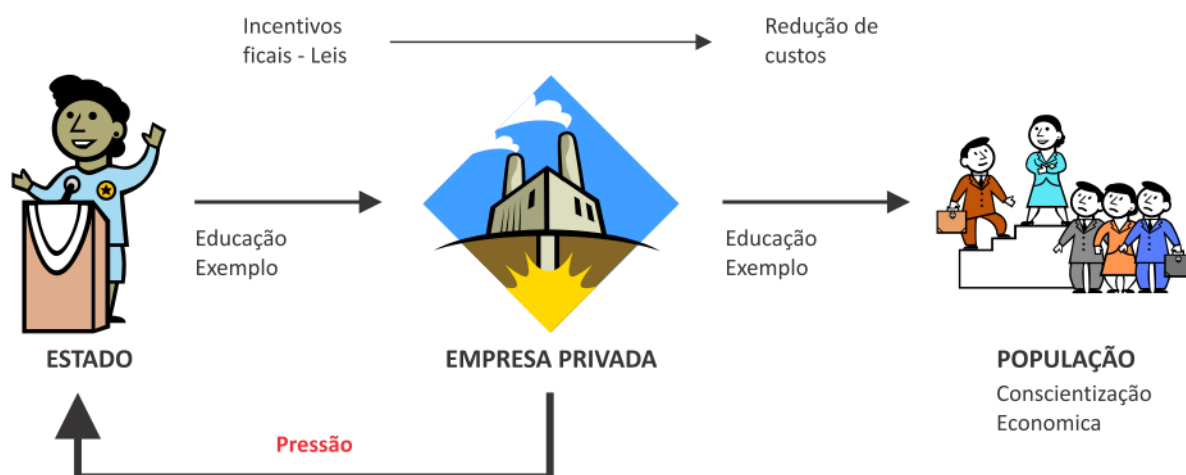 Incentivos
ficais - Leis
Redução de
custos
Educação
Exemplo
Educação
Exemplo
ESTADO
EMPRESA PRIVADA
POPULAÇÃO
Conscientização
Economica
Pressão